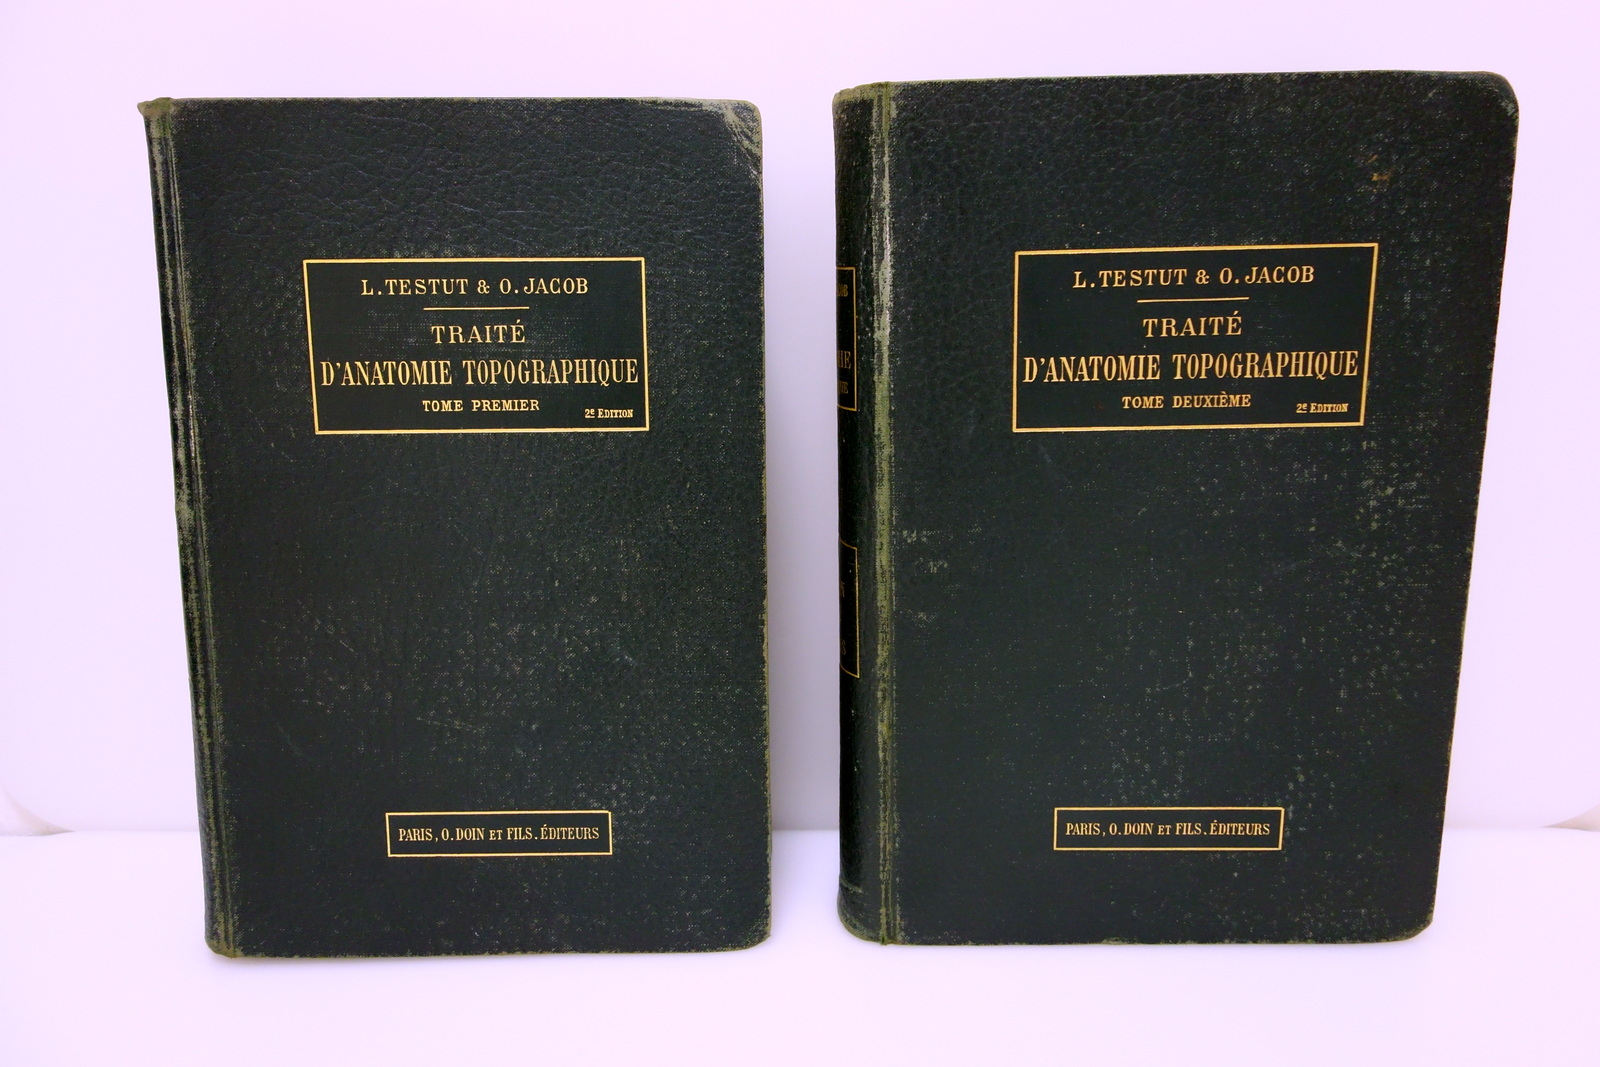 L. TESTUT & O. JACOB
TRAITÉ
D'ANATOMIE TOPOGRAPHIQUE
TOME PREMIER
2E EDITION
PARIS, O. DOIN ET FILS. ÉDITEURS
L. TESTUT & O. JACOB
TRAITÉ
D'ANATOMIE TOPOGRAPHIQUE
TOME DEUXIÈME
2E EDITION
PARIS, O. DOIN ET FILS. ÉDITEURS